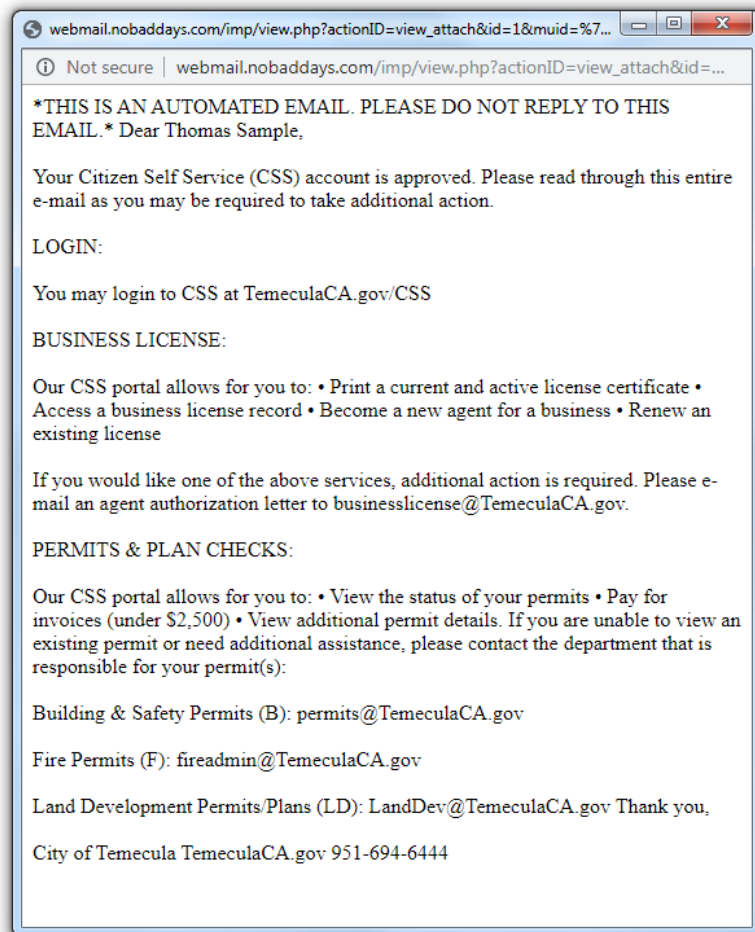 webmail.nobaddays.com/imp/view.php?actionID=view_attach&id=1&muid=%7...
Not secure | webmail.nobaddays.com/imp/view.php?actionID=view_attach&id=...
*THIS IS AN AUTOMATED EMAIL. PLEASE DO NOT REPLY TO THIS
EMAIL.* Dear Thomas Sample,
Your Citizen Self Service (CSS) account is approved. Please read through this entire
e-mail as you may be required to take additional action.
LOGIN:
You may login to CSS at TemeculaCA.gov/CSS
BUSINESS LICENSE:
Our CSS portal allows for you to: • Print a current and active license certificate •
Access a business license record • Become a new agent for a business • Renew an
existing license
If you would like one of the above services, additional action is required. Please e-
mail an agent authorization letter to businesslicense@TemeculaCA.gov.
PERMITS & PLAN CHECKS:
Our CSS portal allows for you to: • View the status of your permits • Pay for
invoices (under $2,500) • View additional permit details. If you are unable to view an
existing permit or need additional assistance, please contact the department that is
responsible for your permit(s):
Building & Safety Permits (B): permits@TemeculaCA.gov
Fire Permits (F): fireadmin@TemeculaCA.gov
Land Development Permits/Plans (LD): LandDev@TemeculaCA.gov Thank you,
City of Temecula TemeculaCA.gov 951-694-6444